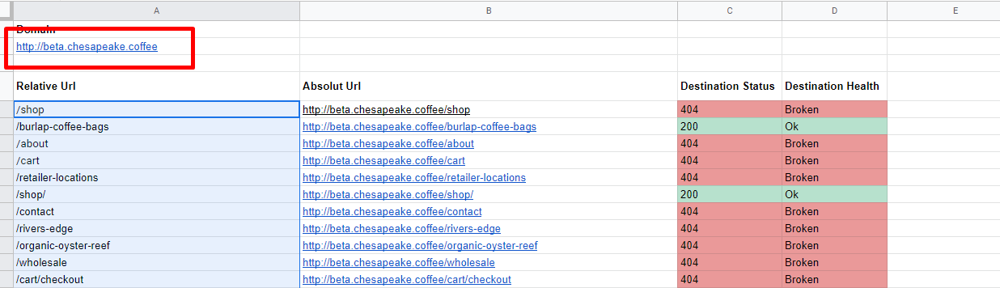 A B C D E
Domain
http://beta.chesapeake.coffee
Relative Url Absolut Url Destination Status Destination Health
/shop http://beta.chesapeake.coffee/shop 404 Broken
/burlap-coffee-bags http://beta.chesapeake.coffee/burlap-coffee-bags 200 Ok
/about http://beta.chesapeake.coffee/about 404 Broken
/cart http://beta.chesapeake.coffee/cart 404 Broken
/retailer-locations http://beta.chesapeake.coffee/retailer-locations 404 Broken
/shop/ http://beta.chesapeake.coffee/shop/ 200 Ok
/contact http://beta.chesapeake.coffee/contact 404 Broken
/rivers-edge http://beta.chesapeake.coffee/rivers-edge 404 Broken
/organic-oyster-reef http://beta.chesapeake.coffee/organic-oyster-reef 404 Broken
/wholesale http://beta.chesapeake.coffee/wholesale 404 Broken
/cart/checkout http://beta.chesapeake.coffee/cart/checkout 404 Broken